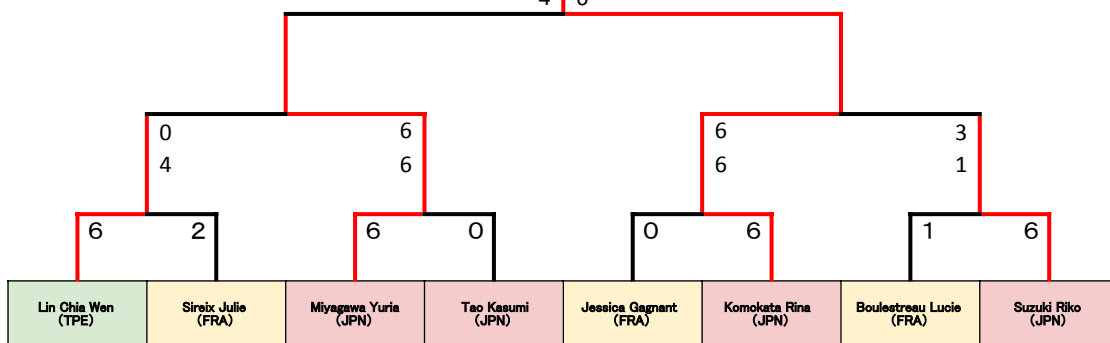 0 6 6 3
4 6 6 1
6 2 6 0 0 6 1 6
Lin Chia Wen
(TPE)
Sireix Julie
(FRA)
Miyagawa Yuria
(JPN)
Tao Kasumi
(JPN)
Jessica Gagnant
(FRA)
Komokata Rina
(JPN)
Boulestreau Lucie
(FRA)
Suzuki Riko
(JPN)